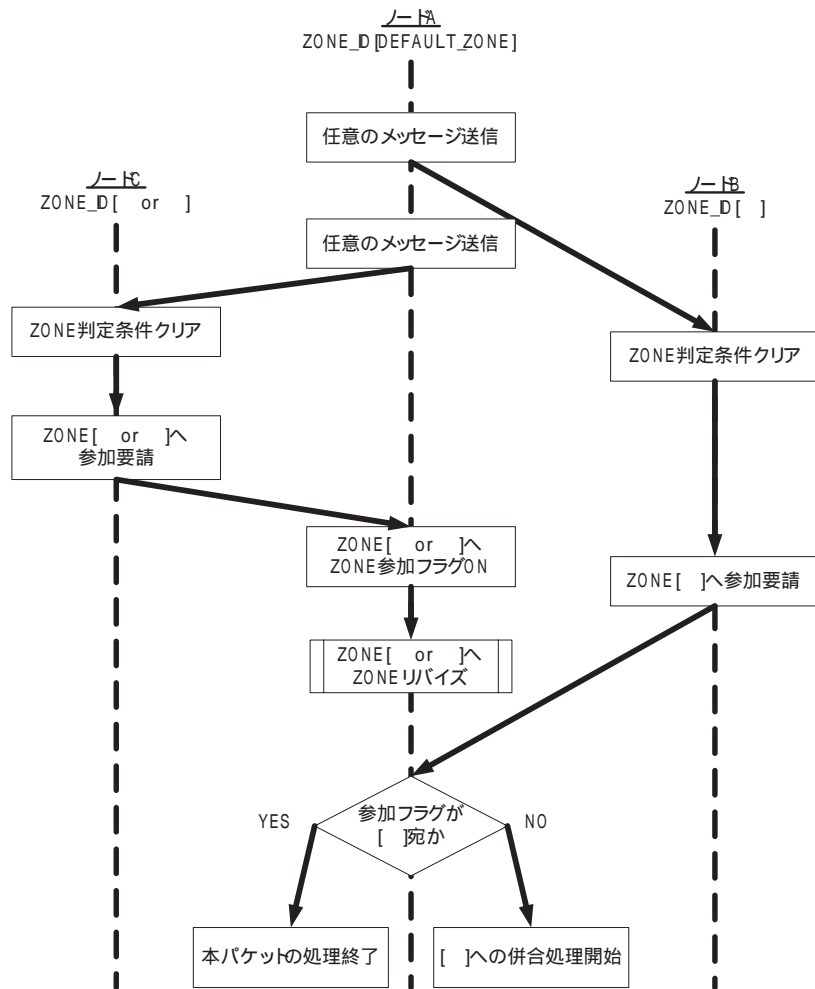 ノードA
ZONE_ID[DEFAULT_ZONE]
任意のメッセージ送信
ノードC
ZONE_ID[ or ]
ノードB
ZONE_ID[ ]
任意のメッセージ送信
ZONE判定条件クリア
ZONE判定条件クリア
ZONE[ or ]へ
参加要請
ZONE[ or ]へ
ZONE参加フラグON
ZONE[ ]へ参加要請
ZONE[ or ]へ
ZONEリバイズ
YES
参加フラグが
[ ]宛か
NO
本パケットの処理終了
[ ]への併合処理開始